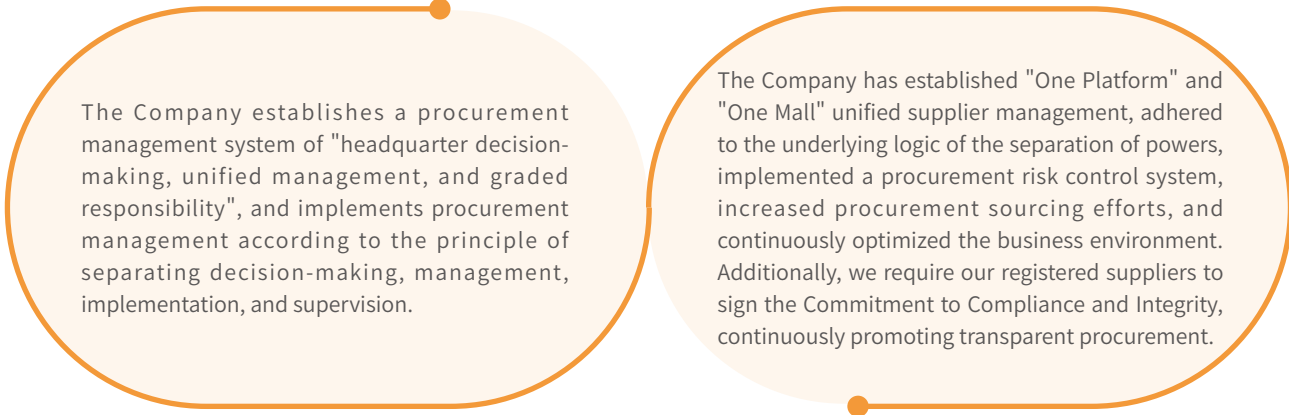 The Company establishes a procurement
management system of "headquarter decision-
making, unified management, and graded
responsibility", and implements procurement
management according to the principle of
separating decision-making, management,
implementation, and supervision.
The Company has established "One Platform" and
"One Mall" unified supplier management, adhered
to the underlying logic of the separation of powers,
implemented a procurement risk control system,
increased procurement sourcing efforts, and
continuously optimized the business environment.
Additionally, we require our registered suppliers to
sign the Commitment to Compliance and Integrity,
continuously promoting transparent procurement.